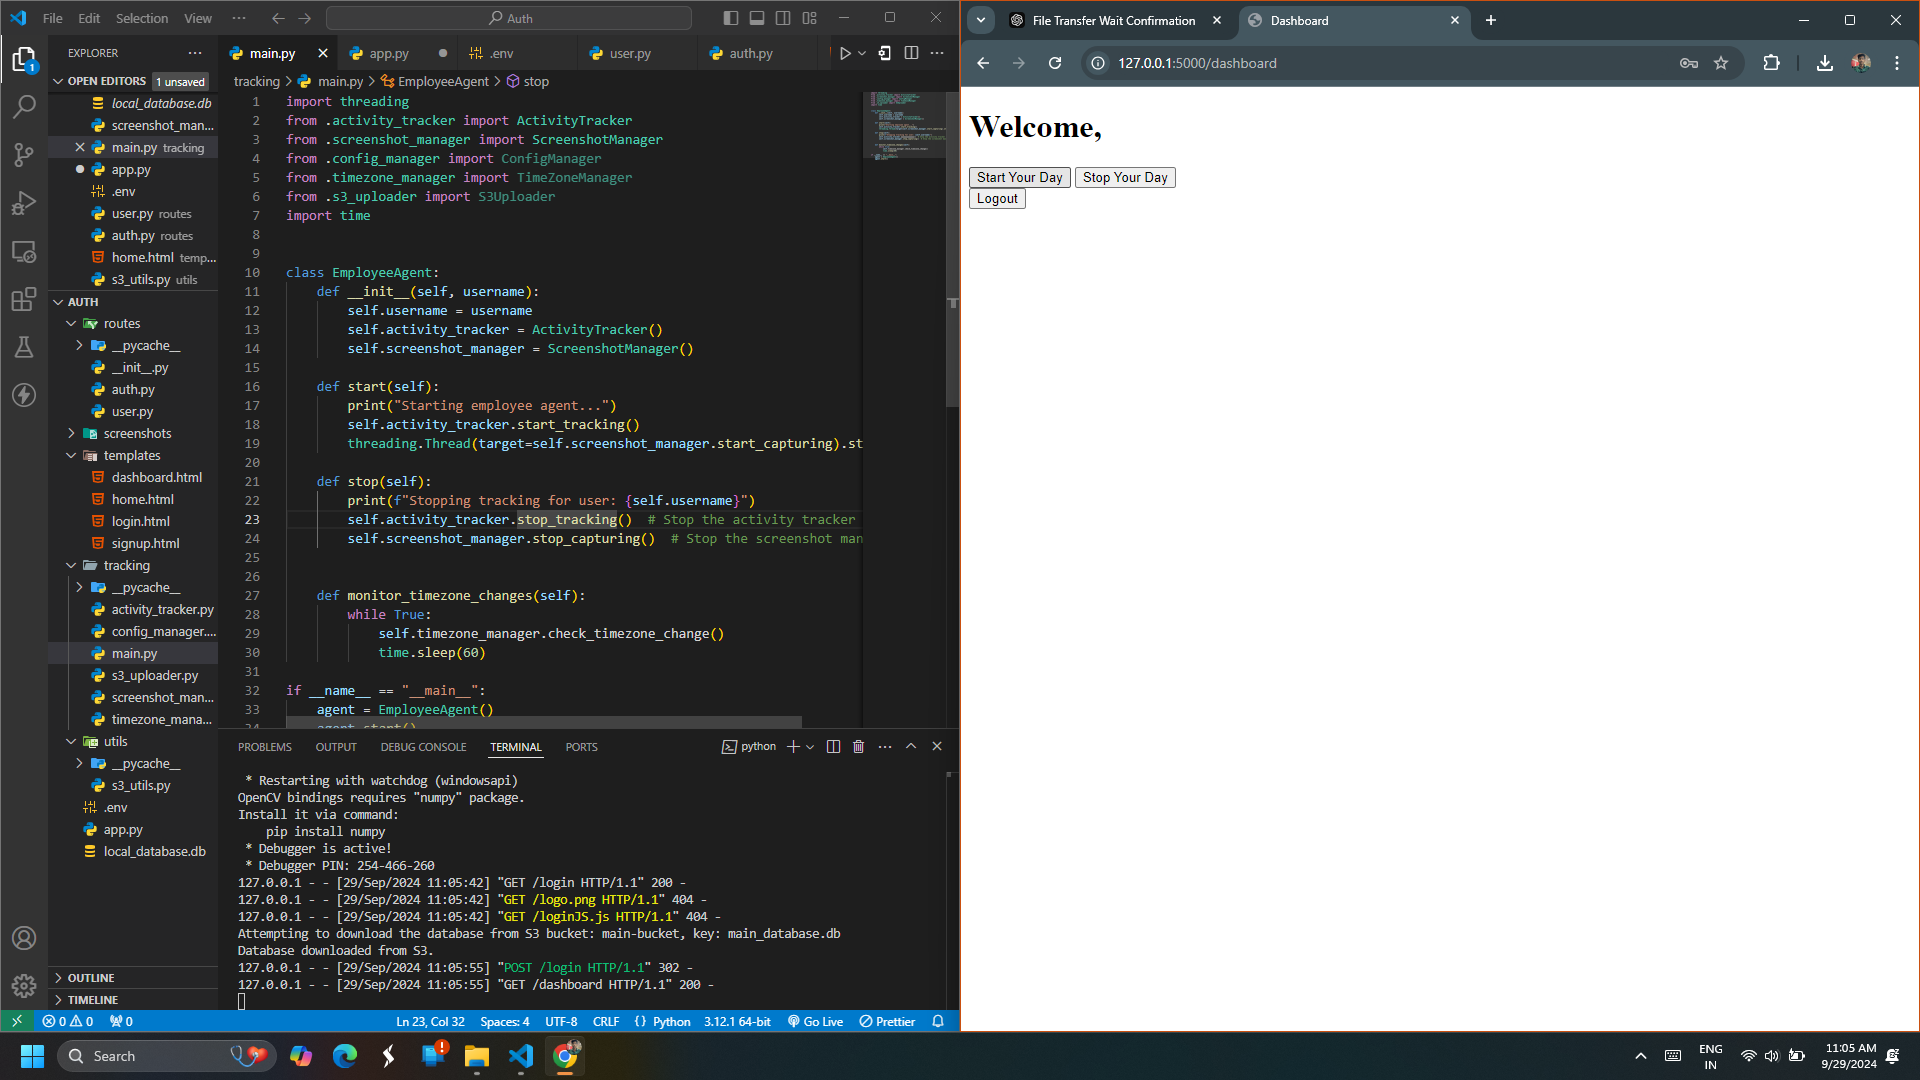 File Edit Selection View ··· Auth
EXPLORER ···
OPEN EDITORS 1 unsaved
local_database.db
screenshot_man...
main.py tracking
app.py
.env
user.py routes
auth.py routes
home.html temp...
s3_utils.py utils
AUTH
routes
__pycache__
__init__.py
auth.py
user.py
screenshots
templates
dashboard.html
home.html
login.html
signup.html
tracking
__pycache__
activity_tracker.py
config_manager....
main.py
s3_uploader.py
screenshot_man...
timezone_mana...
utils
__pycache__
s3_utils.py
.env
app.py
local_database.db
OUTLINE
TIMELINE
main.py app.py .env user.py auth.py
tracking > main.py > EmployeeAgent > stop
1 import threading
2 from .activity_tracker import ActivityTracker
3 from .screenshot_manager import ScreenshotManager
4 from .config_manager import ConfigManager
5 from .timezone_manager import TimeZoneManager
6 from .s3_uploader import S3Uploader
7 import time
8
9
10 class EmployeeAgent:
11 def __init__(self, username):
12 self.username = username
13 self.activity_tracker = ActivityTracker()
14 self.screenshot_manager = ScreenshotManager()
15
16 def start(self):
17 print("Starting employee agent...")
18 self.activity_tracker.start_tracking()
19 threading.Thread(target=self.screenshot_manager.start_capturing).st
20
21 def stop(self):
22 print(f"Stopping tracking for user: {self.username}")
23 self.activity_tracker.stop_tracking() # Stop the activity tracker
24 self.screenshot_manager.stop_capturing() # Stop the screenshot man
25
26
27 def monitor_timezone_changes(self):
28 while True:
29 self.timezone_manager.check_timezone_change()
30 time.sleep(60)
31
32 if __name__ == "__main__":
33 agent = EmployeeAgent()
34 agent.start()
PROBLEMS OUTPUT DEBUG CONSOLE TERMINAL PORTS python
* Restarting with watchdog (windowsapi)
OpenCV bindings requires "numpy" package.
Install it via command:
pip install numpy
* Debugger is active!
* Debugger PIN: 254-466-260
127.0.0.1 - - [29/Sep/2024 11:05:42] "GET /login HTTP/1.1" 200 -
127.0.0.1 - - [29/Sep/2024 11:05:42] "GET /logo.png HTTP/1.1" 404 -
127.0.0.1 - - [29/Sep/2024 11:05:42] "GET /loginJS.js HTTP/1.1" 404 -
Attempting to download the database from S3 bucket: main-bucket, key: main_database.db
Database downloaded from S3.
127.0.0.1 - - [29/Sep/2024 11:05:55] "POST /login HTTP/1.1" 302 -
127.0.0.1 - - [29/Sep/2024 11:05:55] "GET /dashboard HTTP/1.1" 200 -
0 0 0 Ln 23, Col 32 Spaces: 4 UTF-8 CRLF {} Python 3.12.1 64-bit Go Live Prettier
File Transfer Wait Confirmation Dashboard
127.0.0.1:5000/dashboard
Welcome,
Start Your Day Stop Your Day
Logout
Search
ENG
IN
11:05 AM
9/29/2024